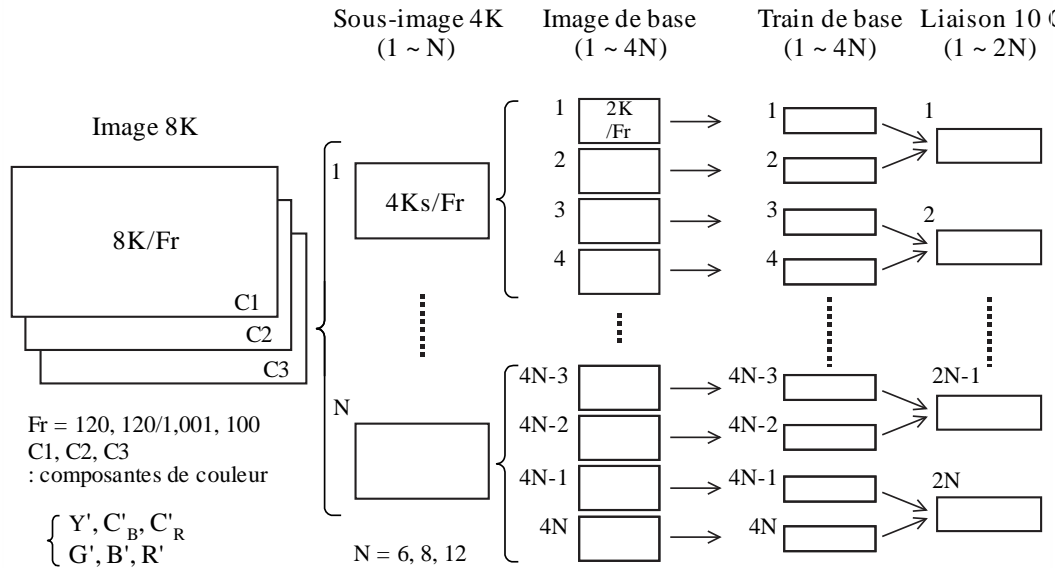 Sous-image 4K
(1 ~ N)
Image de base
(1 ~ 4N)
Train de base
(1 ~ 4N)
Liaison 10
(1 ~ 2N)
Image 8K
8K/Fr
C1
C2
C3
1
4Ks/Fr
N
1
2K
/Fr
2
3
4
4N-3
4N-2
4N-1
4N
1
2
3
4
4N-3
4N-2
4N-1
4N
1
2
2N-1
2N
Fr = 120, 120/1,001, 100
C1, C2, C3
: composantes de couleur
Y', C'B, C'R
G', B', R'
N = 6, 8, 12